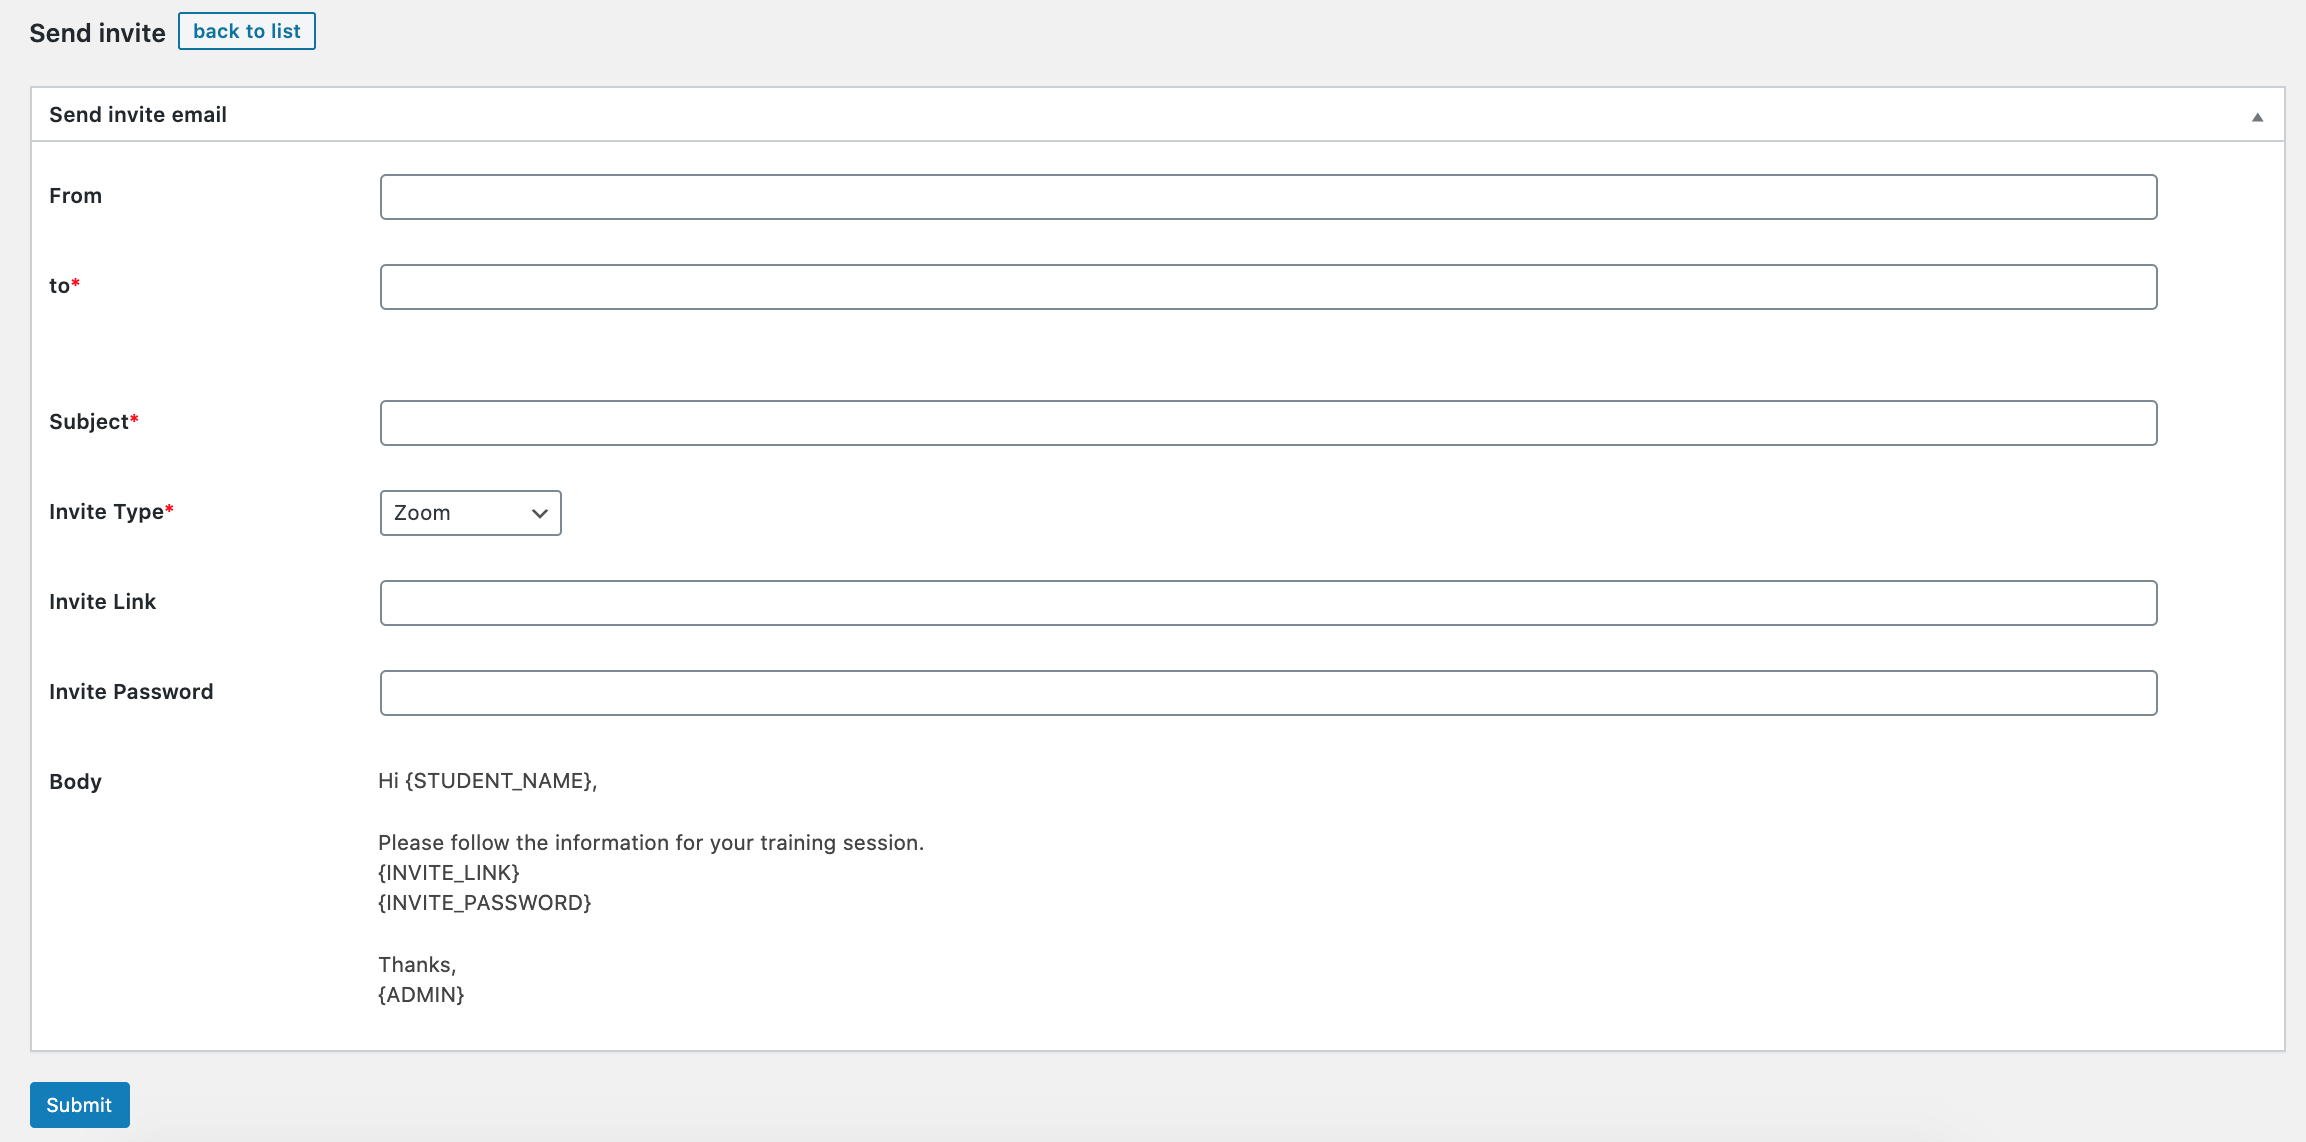 Send invite back to list
Send invite email
From
to*
Subject*
Invite Type* Zoom
Invite Link
Invite Password
Body Hi {STUDENT_NAME},
Please follow the information for your training session.
{INVITE_LINK}
{INVITE_PASSWORD}
Thanks,
{ADMIN}
Submit